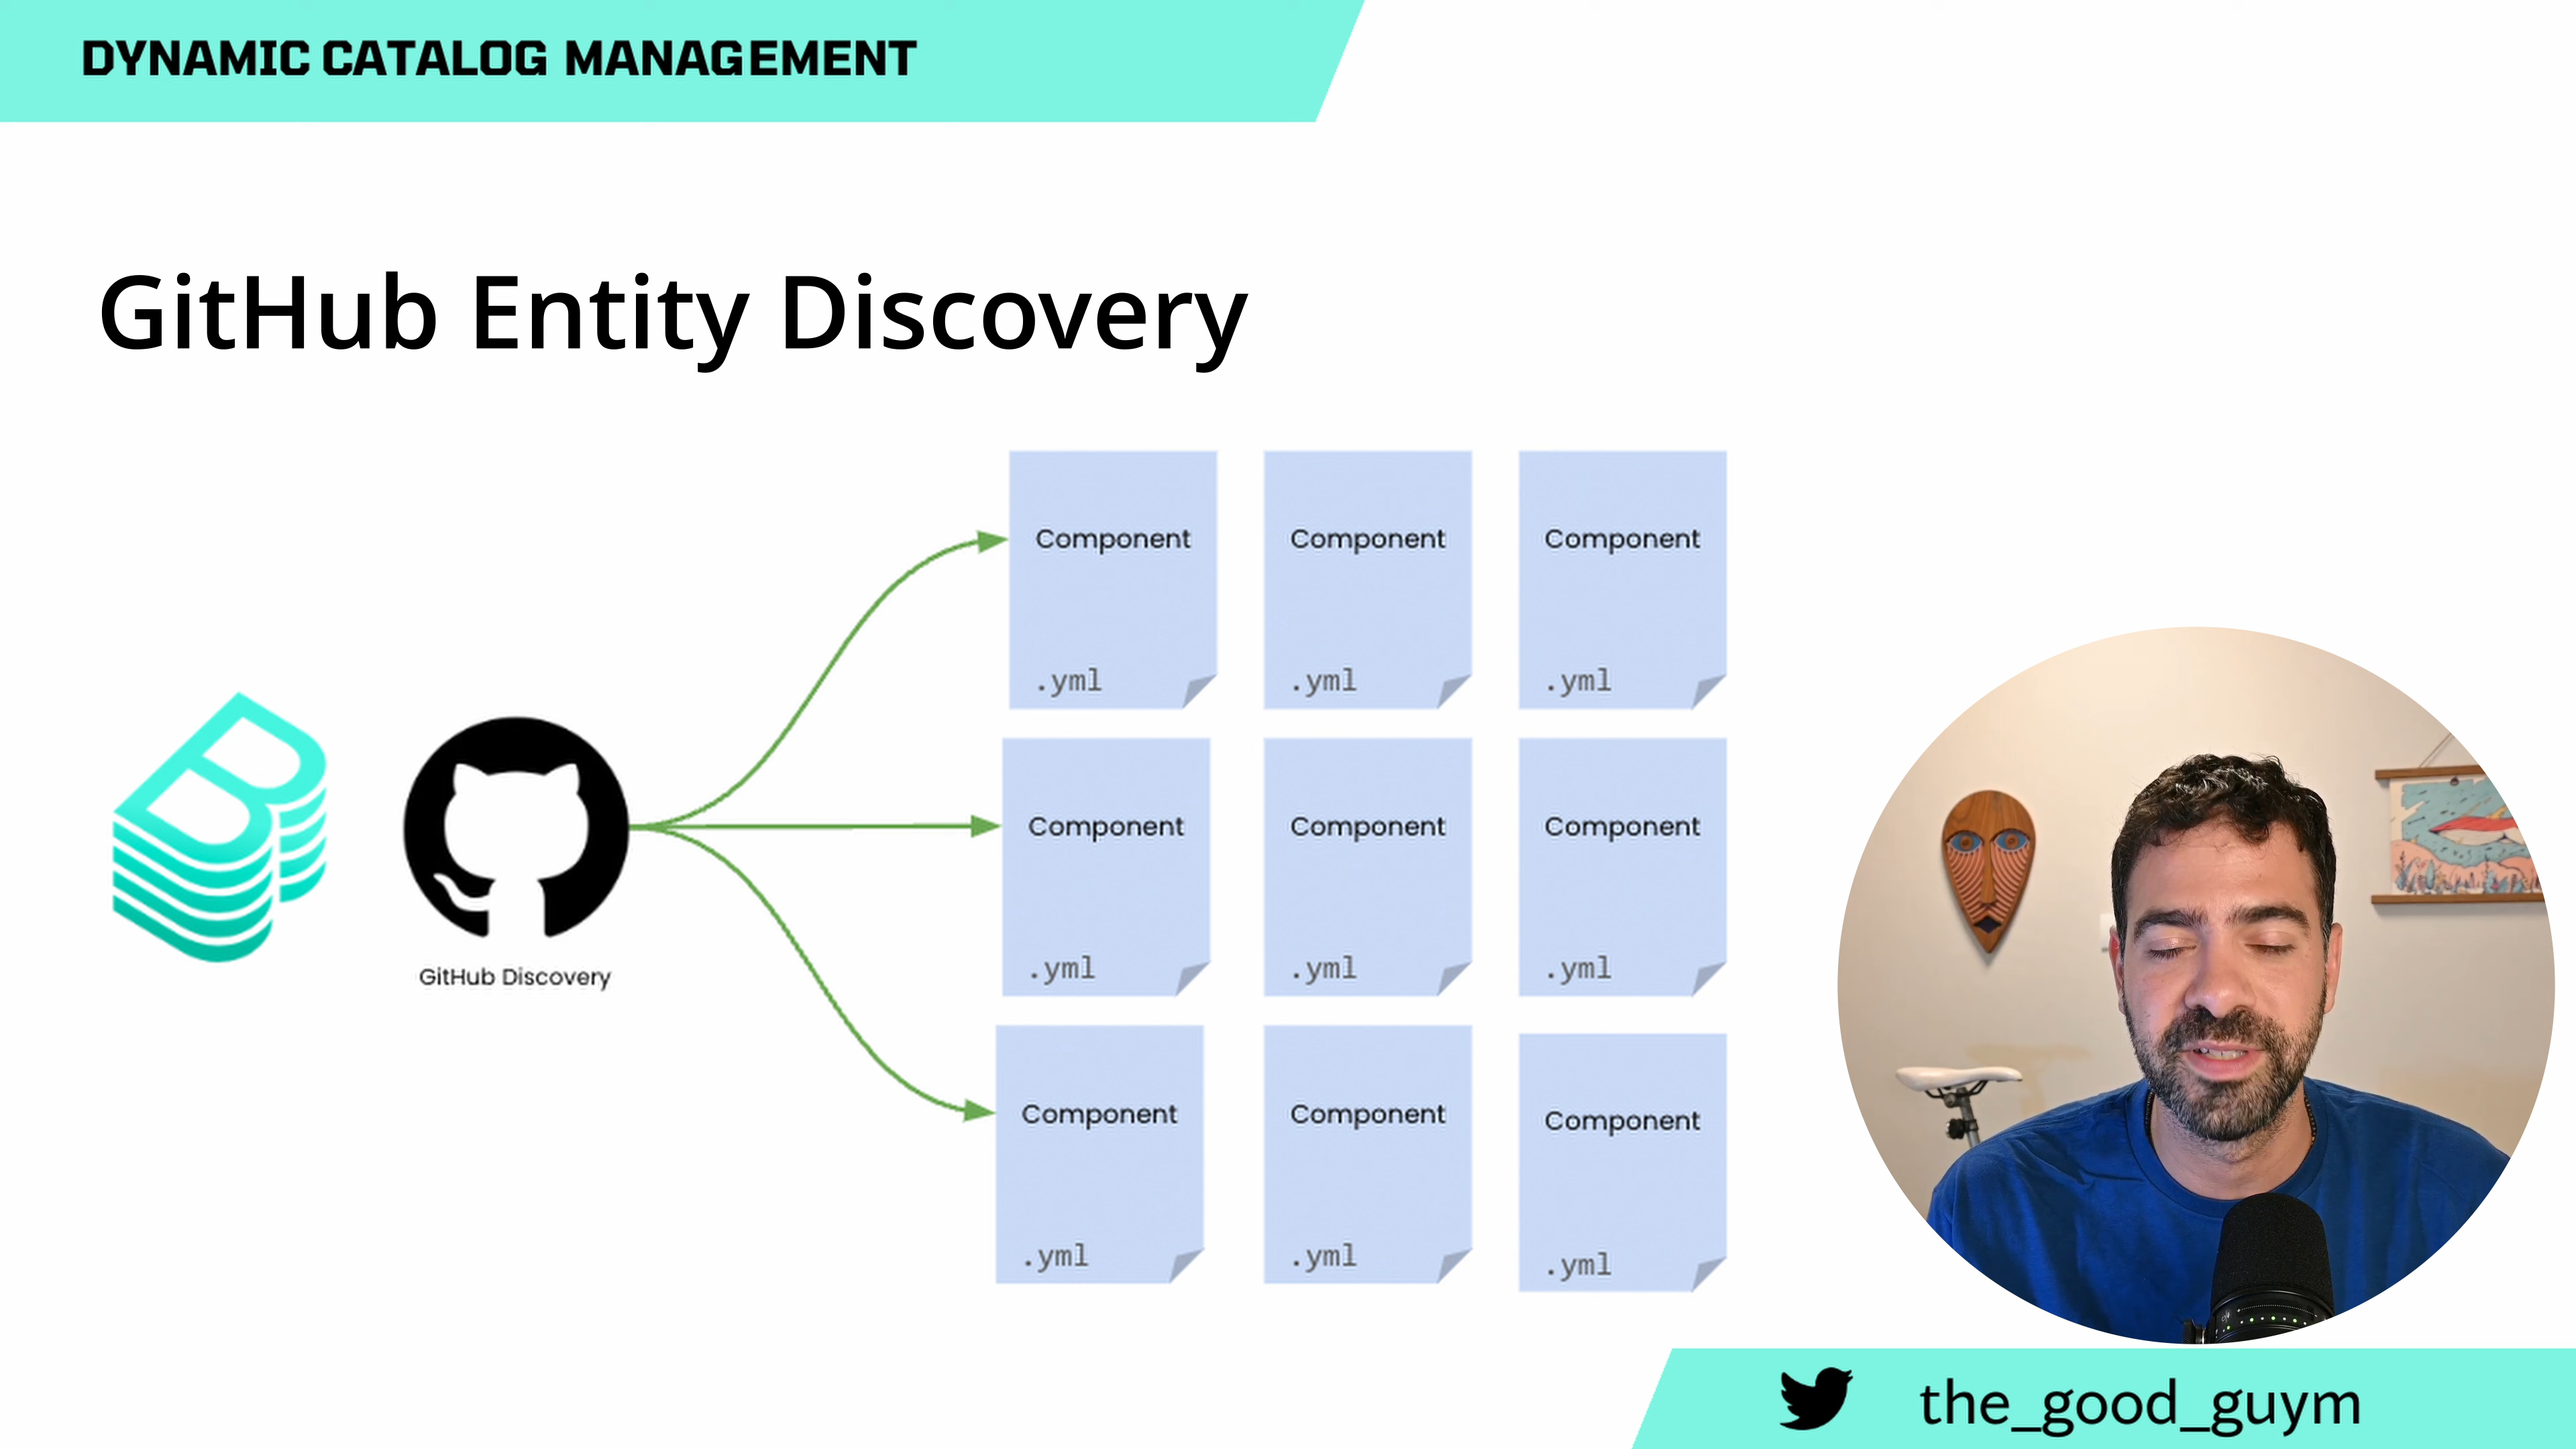 DYNAMIC CATALOG MANAGEMENT
GitHub Entity Discovery
Component
.yml
Component
.yml
Component
.yml
GitHub Discovery
Component
.yml
Component
.yml
Component
.yml
Component
.yml
Component
.yml
Component
.yml
the_good_guym